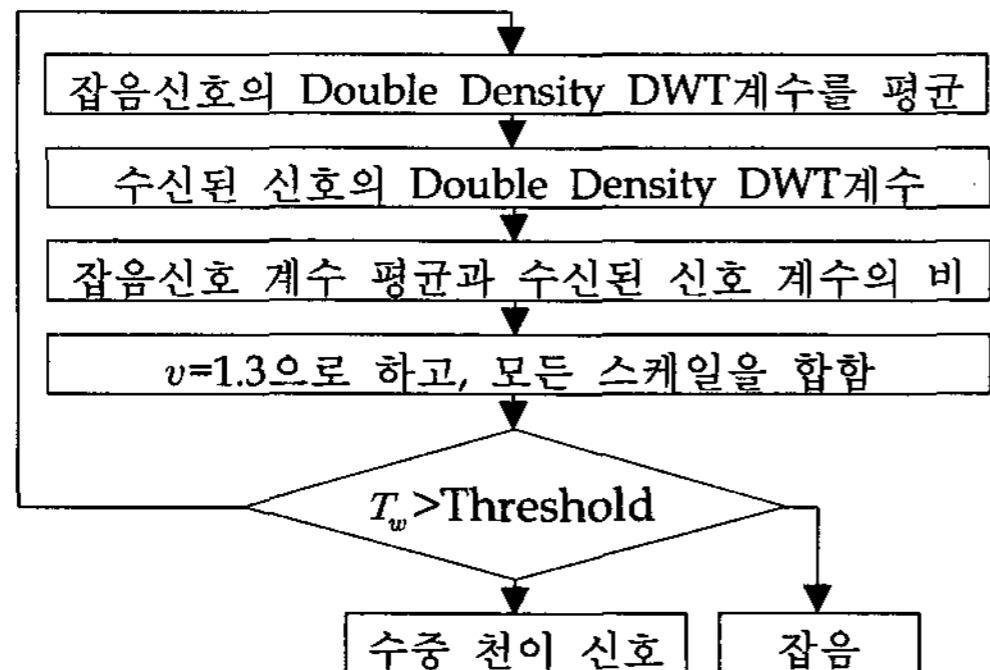 잡음신호의 Double Density DWT계수를 평균
수신된 신호의 Double Density DWT계수
잡음신호 계수 평균과 수신된 신호 계수의 비
v=1.3으로 하고, 모든 스케일을 합함
T_w>Threshold
수중 천이 신호
잡음